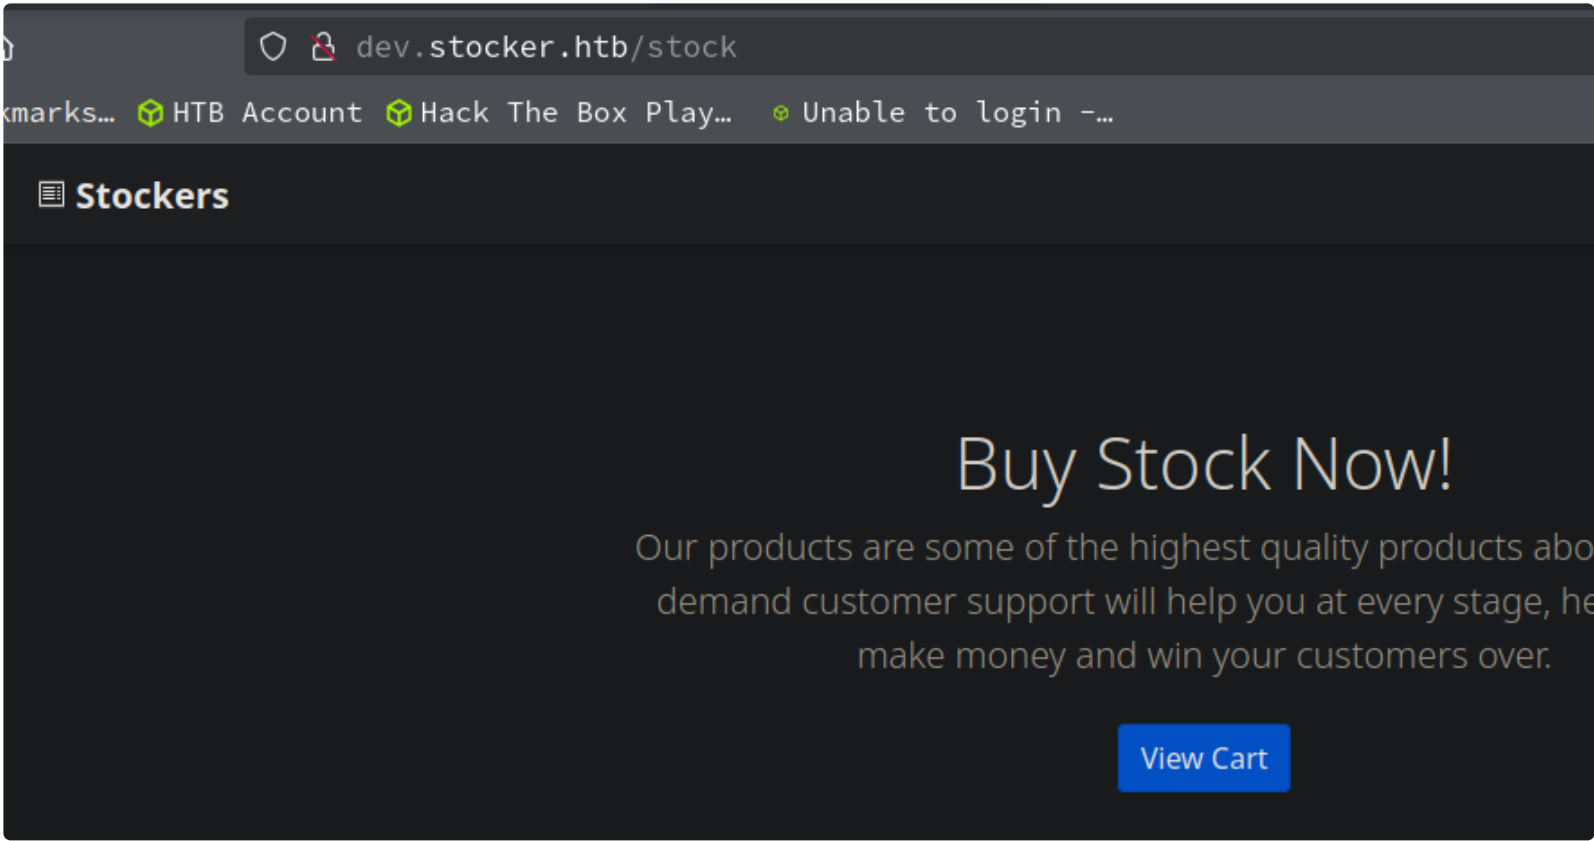 dev.stocker.htb/stock
kmarks… HTB Account Hack The Box Play… Unable to login -…
Stockers
Buy Stock Now!
Our products are some of the highest quality products abo
demand customer support will help you at every stage, he
make money and win your customers over.
View Cart